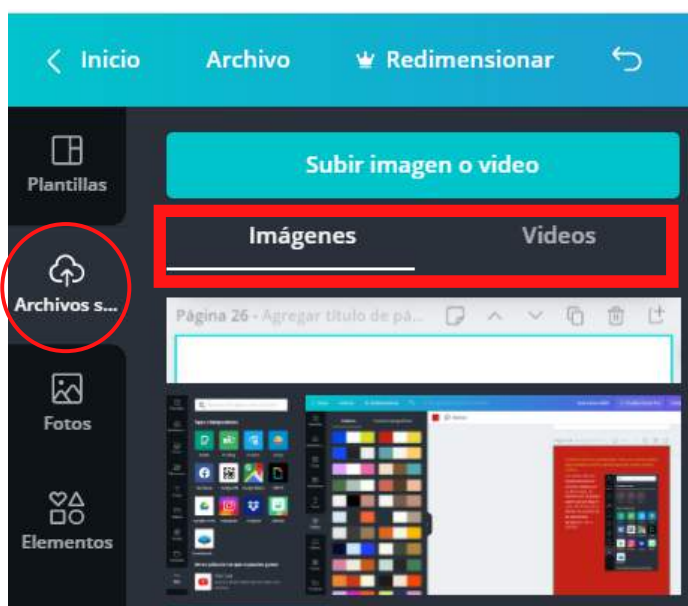 Inicio Archivo Redimensionar
Subir imagen o video
Plantillas
Imágenes Videos
Archivos s...
Página 26 - Agregar título de pá...
Fotos
Elementos